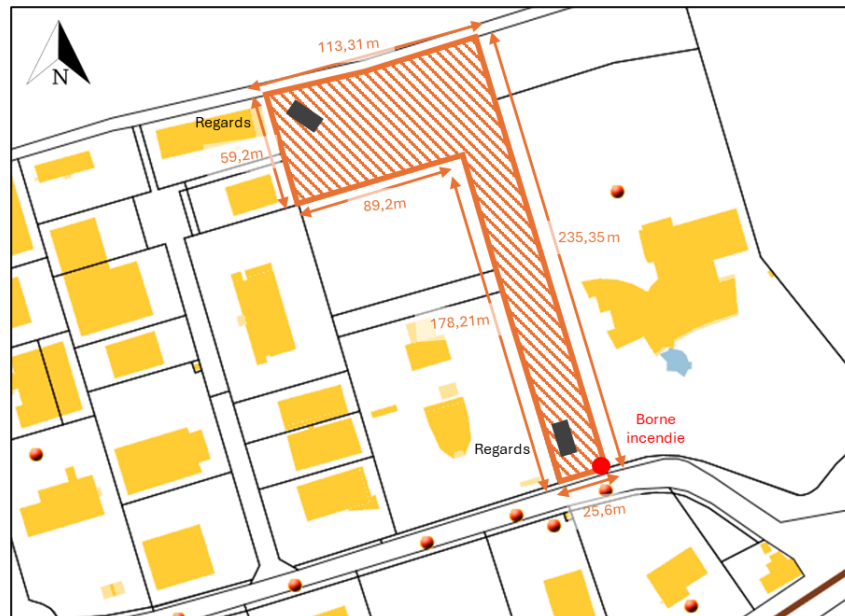 113,31 m
N
Regards
59,2m
89,2m
235,35 m
178,21m
Borne
incendie
Regards
25,6m